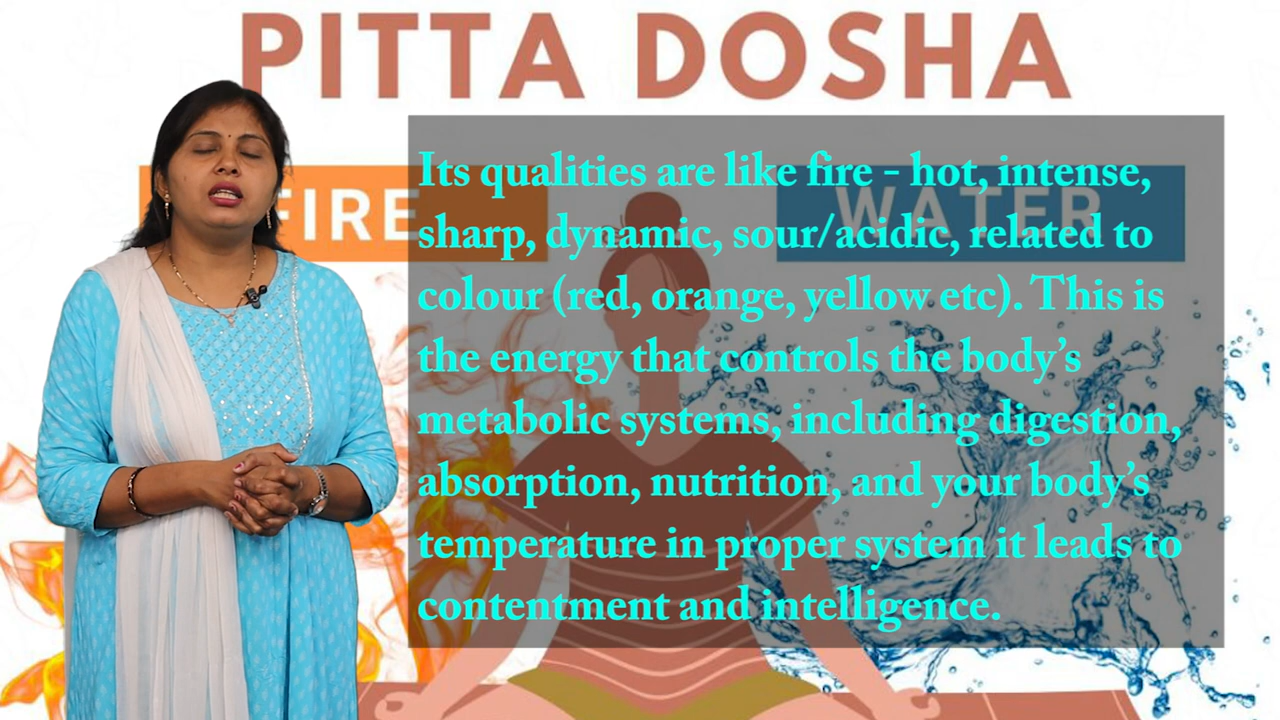 PITTA DOSHA
FIRE
WATER
Its qualities are like fire - hot, intense,
sharp, dynamic, sour/acidic, related to
colour (red, orange, yellow etc). This is
the energy that controls the body's
metabolic systems, including digestion,
absorption, nutrition, and your body's
temperature in proper system it leads to
contentment and intelligence.